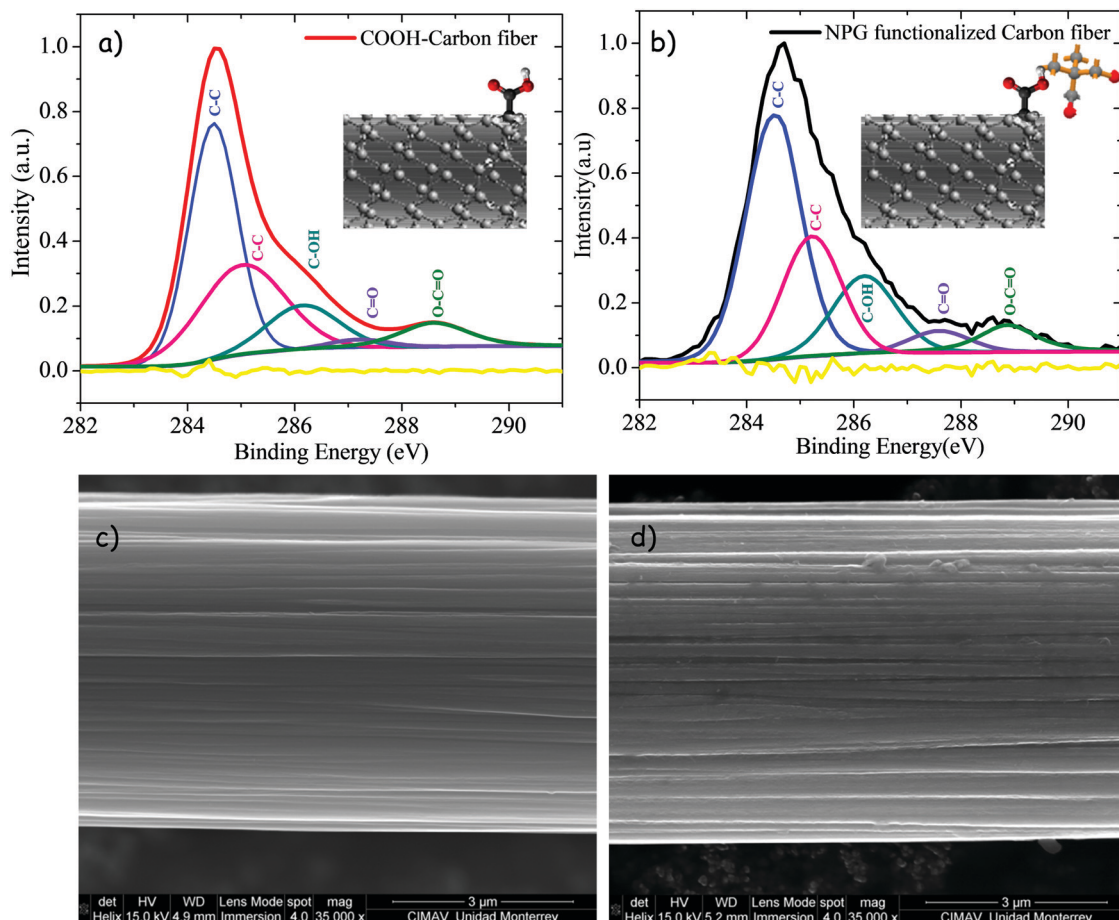 a)
COOH-Carbon fiber
Intensity (a.u.)
1.0
0.8
0.6
0.4
0.2
0.0
C-C
C-C
C-OH
C=O
O-C=O
282 284 286 288 290
Binding Energy (eV)
b)
NPG functionalized Carbon fiber
Intensity(a.u)
1.0
0.8
0.6
0.4
0.2
0.0
C-C
C-C
C-OH
C=O
O-C=O
282 284 286 288 290
Binding Energy(eV)
c)
det HV WD Lens Mode spot mag 3 µm
Helix 15.0 kV 4.9 mm Immersion 4.0 35 000 x CIMAV Unidad Monterrey
d)
det HV WD Lens Mode spot mag 3 µm
Helix 15.0 kV 5.2 mm Immersion 4.0 35 000 x CIMAV Unidad Monterrey